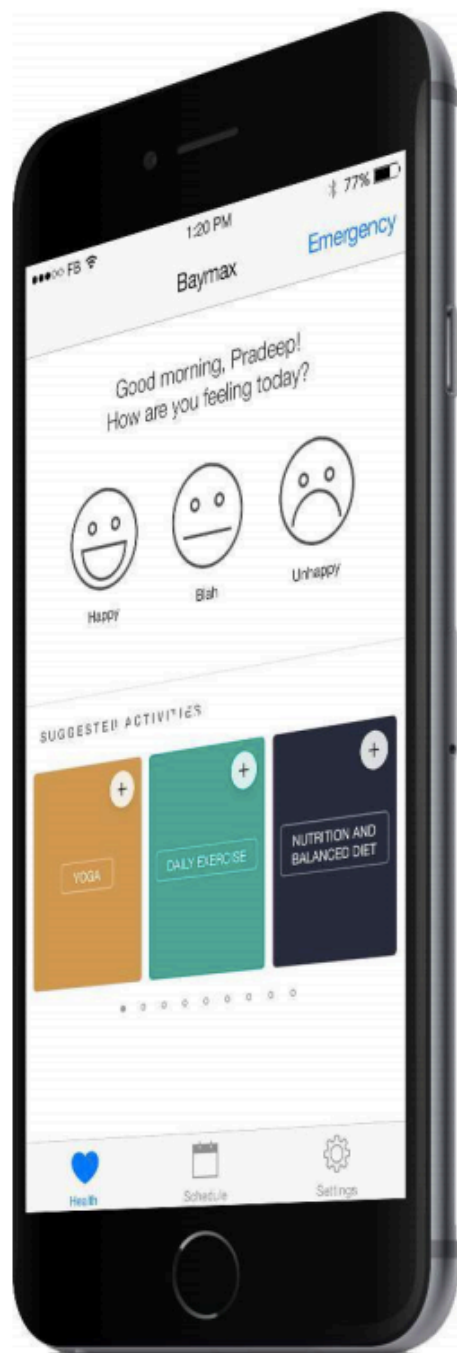 FB
1:20 PM
77%
Baymax
Emergency
Good morning, Pradeep!
How are you feeling today?
Happy
Blah
Unhappy
SUGGESTED ACTIVITIES
YOGA
DAILY EXERCISE
NUTRITION AND
BALANCED DIET
Health
Schedule
Settings